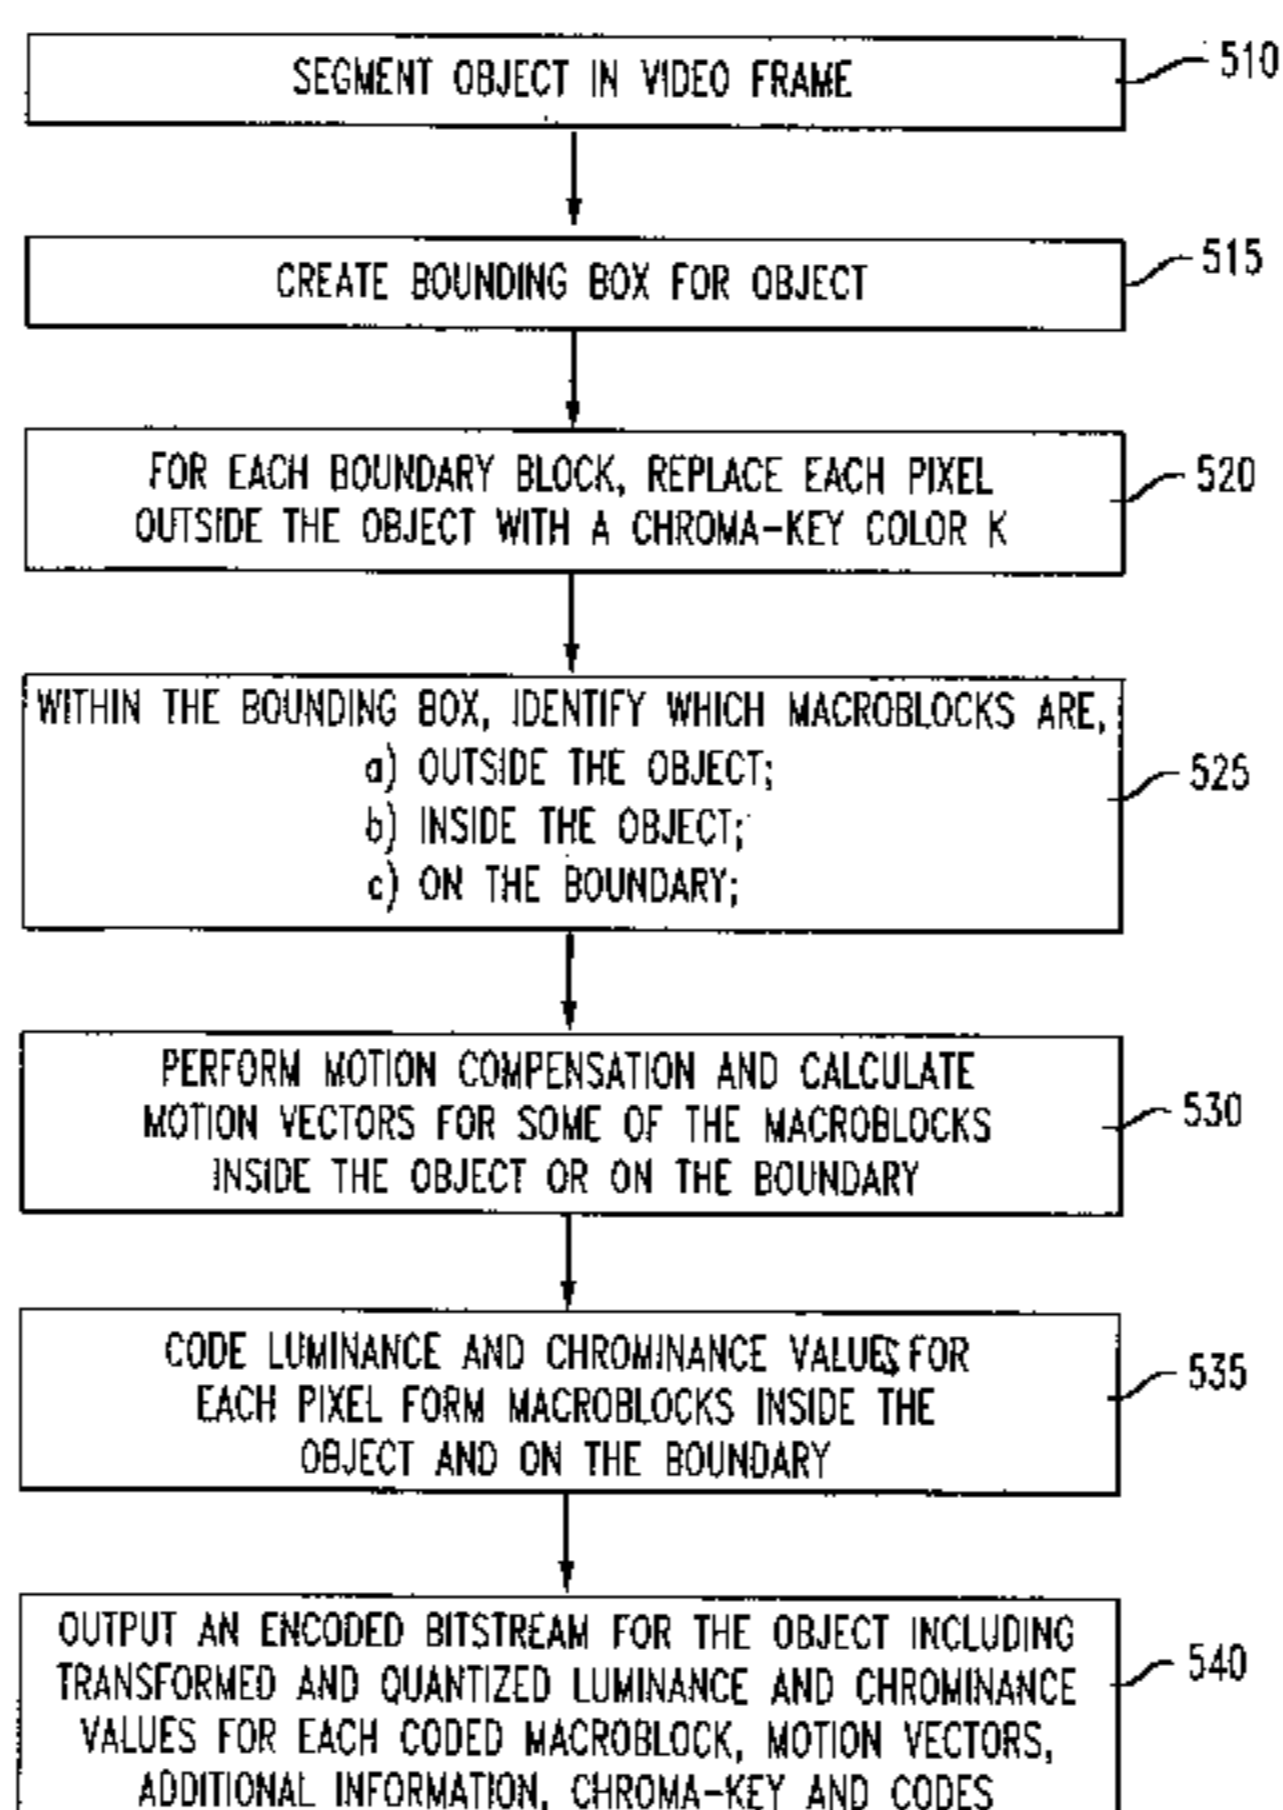 SEGMENT OBJECT IN VIDEO FRAME
510
CREATE BOUNDING BOX FOR OBJECT
515
FOR EACH BOUNDARY BLOCK, REPLACE EACH PIXEL
OUTSIDE THE OBJECT WITH A CHROMA-KEY COLOR K
520
WITHIN THE BOUNDING BOX, IDENTIFY WHICH MACROBLOCKS ARE,
a) OUTSIDE THE OBJECT;
b) INSIDE THE OBJECT;
c) ON THE BOUNDARY;
525
PERFORM MOTION COMPENSATION AND CALCULATE
MOTION VECTORS FOR SOME OF THE MACROBLOCKS
INSIDE THE OBJECT OR ON THE BOUNDARY
530
CODE LUMINANCE AND CHROMINANCE VALUES FOR
EACH PIXEL FORM MACROBLOCKS INSIDE THE
OBJECT AND ON THE BOUNDARY
535
OUTPUT AN ENCODED BITSTREAM FOR THE OBJECT INCLUDING
TRANSFORMED AND QUANTIZED LUMINANCE AND CHROMINANCE
VALUES FOR EACH CODED MACROBLOCK, MOTION VECTORS,
ADDITIONAL INFORMATION, CHROMA-KEY AND CODES
540